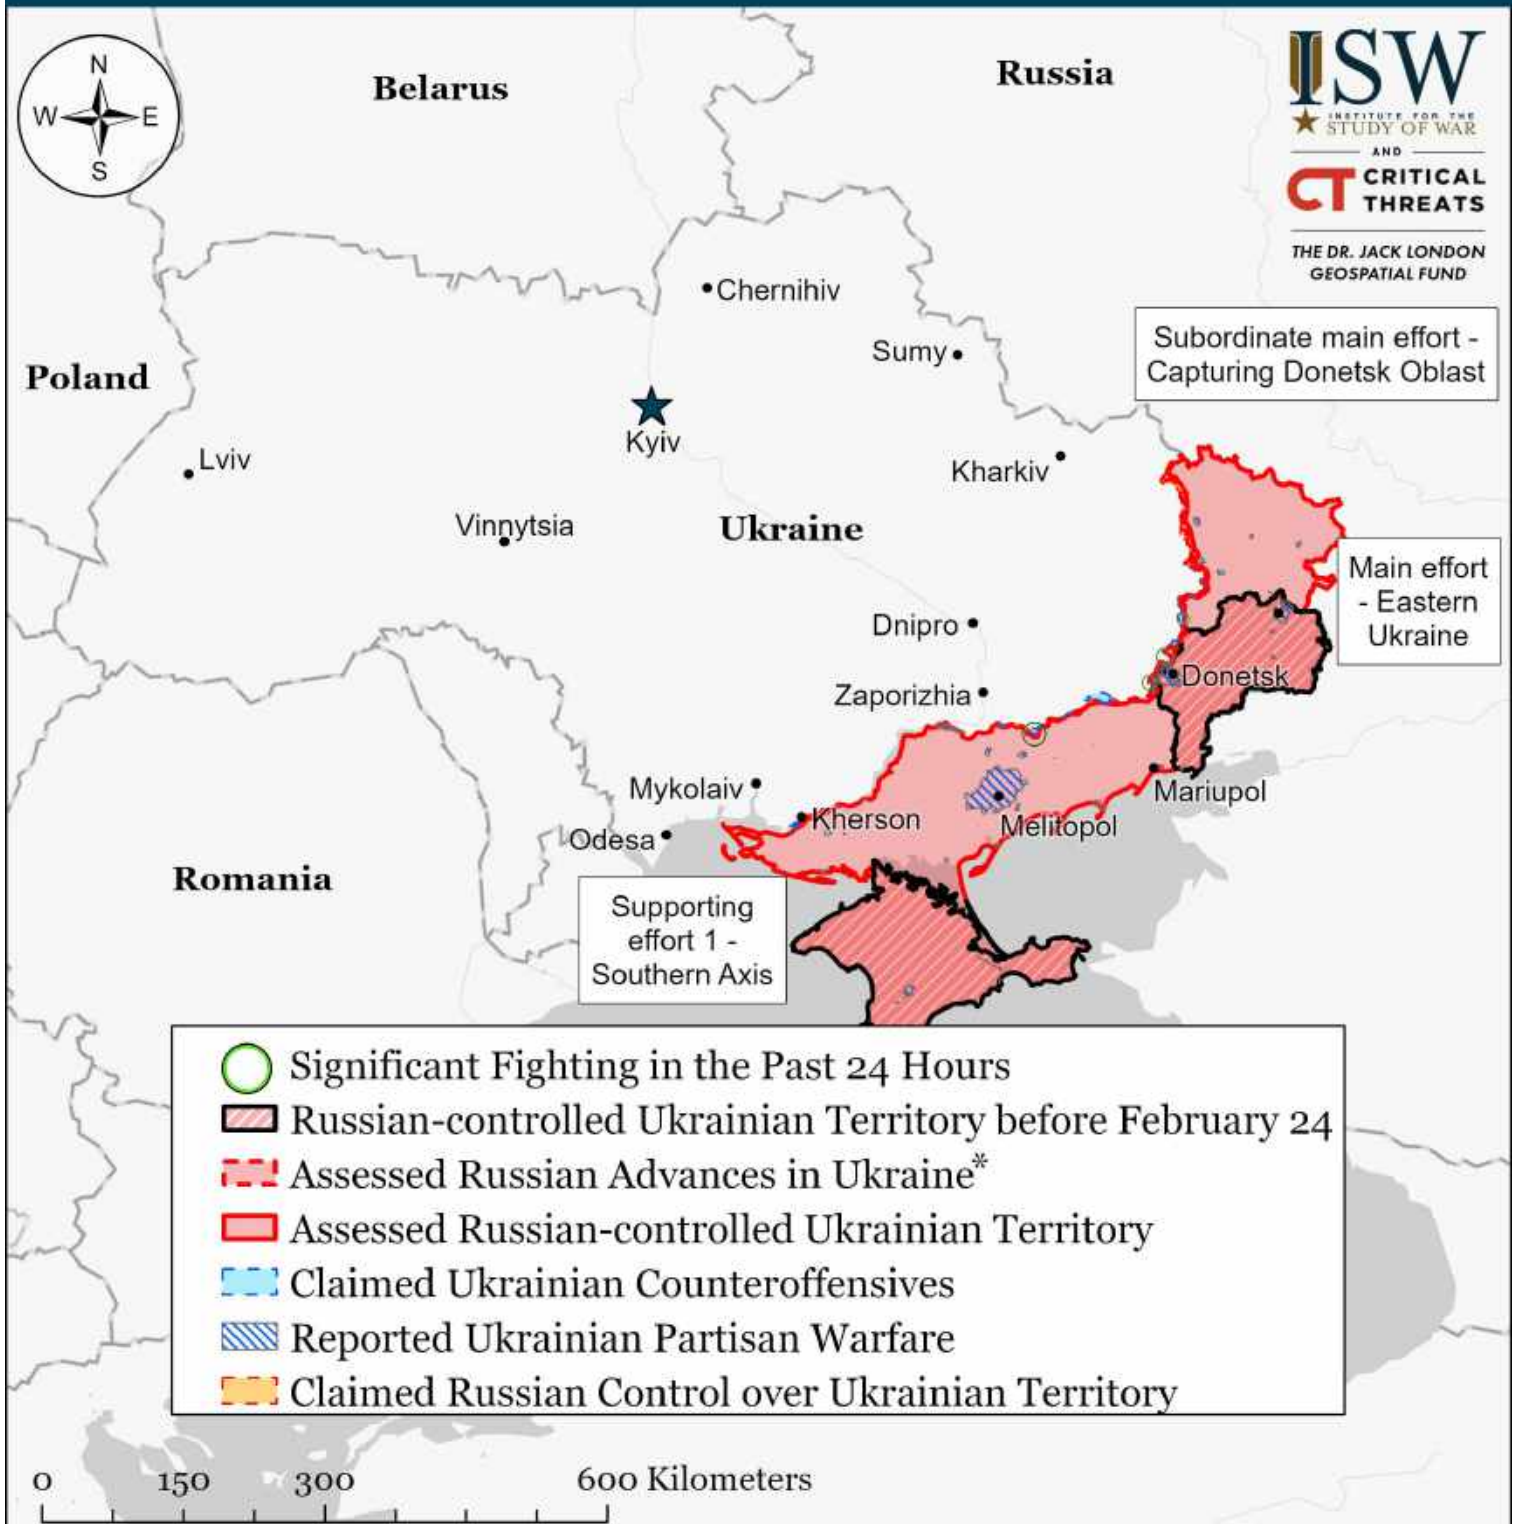 N
W E
S
Belarus
Russia
ISW
INSTITUTE FOR THE
STUDY OF WAR
AND
CT CRITICAL
THREATS
THE DR. JACK LONDON
GEOSPATIAL FUND
Chernihiv
Subordinate main effort -
Capturing Donetsk Oblast
Sumy
Poland
Kyiv
Lviv
Kharkiv
Vinnytsia
Ukraine
Main effort
- Eastern
Ukraine
Dnipro
Donetsk
Zaporizhia
Mykolaiv
Mariupol
Kherson
Melitopol
Odesa
Romania
Supporting
effort 1 -
Southern Axis
Significant Fighting in the Past 24 Hours
Russian-controlled Ukrainian Territory before February 24
Assessed Russian Advances in Ukraine*
Assessed Russian-controlled Ukrainian Territory
Claimed Ukrainian Counteroffensives
Reported Ukrainian Partisan Warfare
Claimed Russian Control over Ukrainian Territory
0 150 300 600 Kilometers